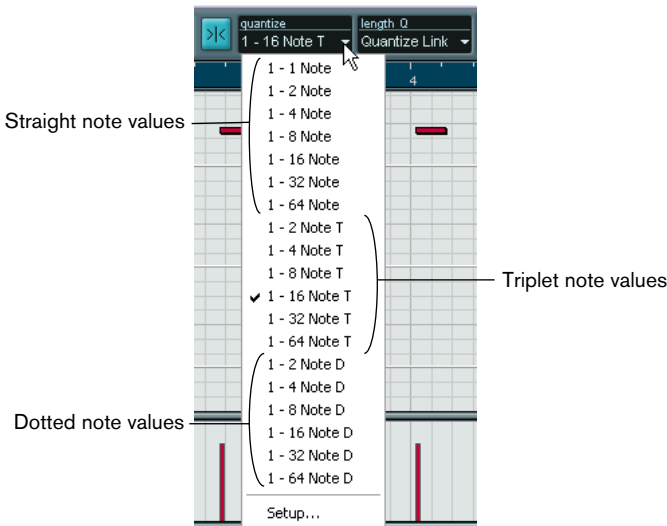 quantize
length Q
1 - 16 Note T
Quantize Link
4
1 - 1 Note
1 - 2 Note
1 - 4 Note
1 - 8 Note
1 - 16 Note
1 - 32 Note
1 - 64 Note
1 - 2 Note T
1 - 4 Note T
1 - 8 Note T
1 - 16 Note T
1 - 32 Note T
1 - 64 Note T
1 - 2 Note D
1 - 4 Note D
1 - 8 Note D
1 - 16 Note D
1 - 32 Note D
1 - 64 Note D
Setup...
Straight note values
Triplet note values
Dotted note values